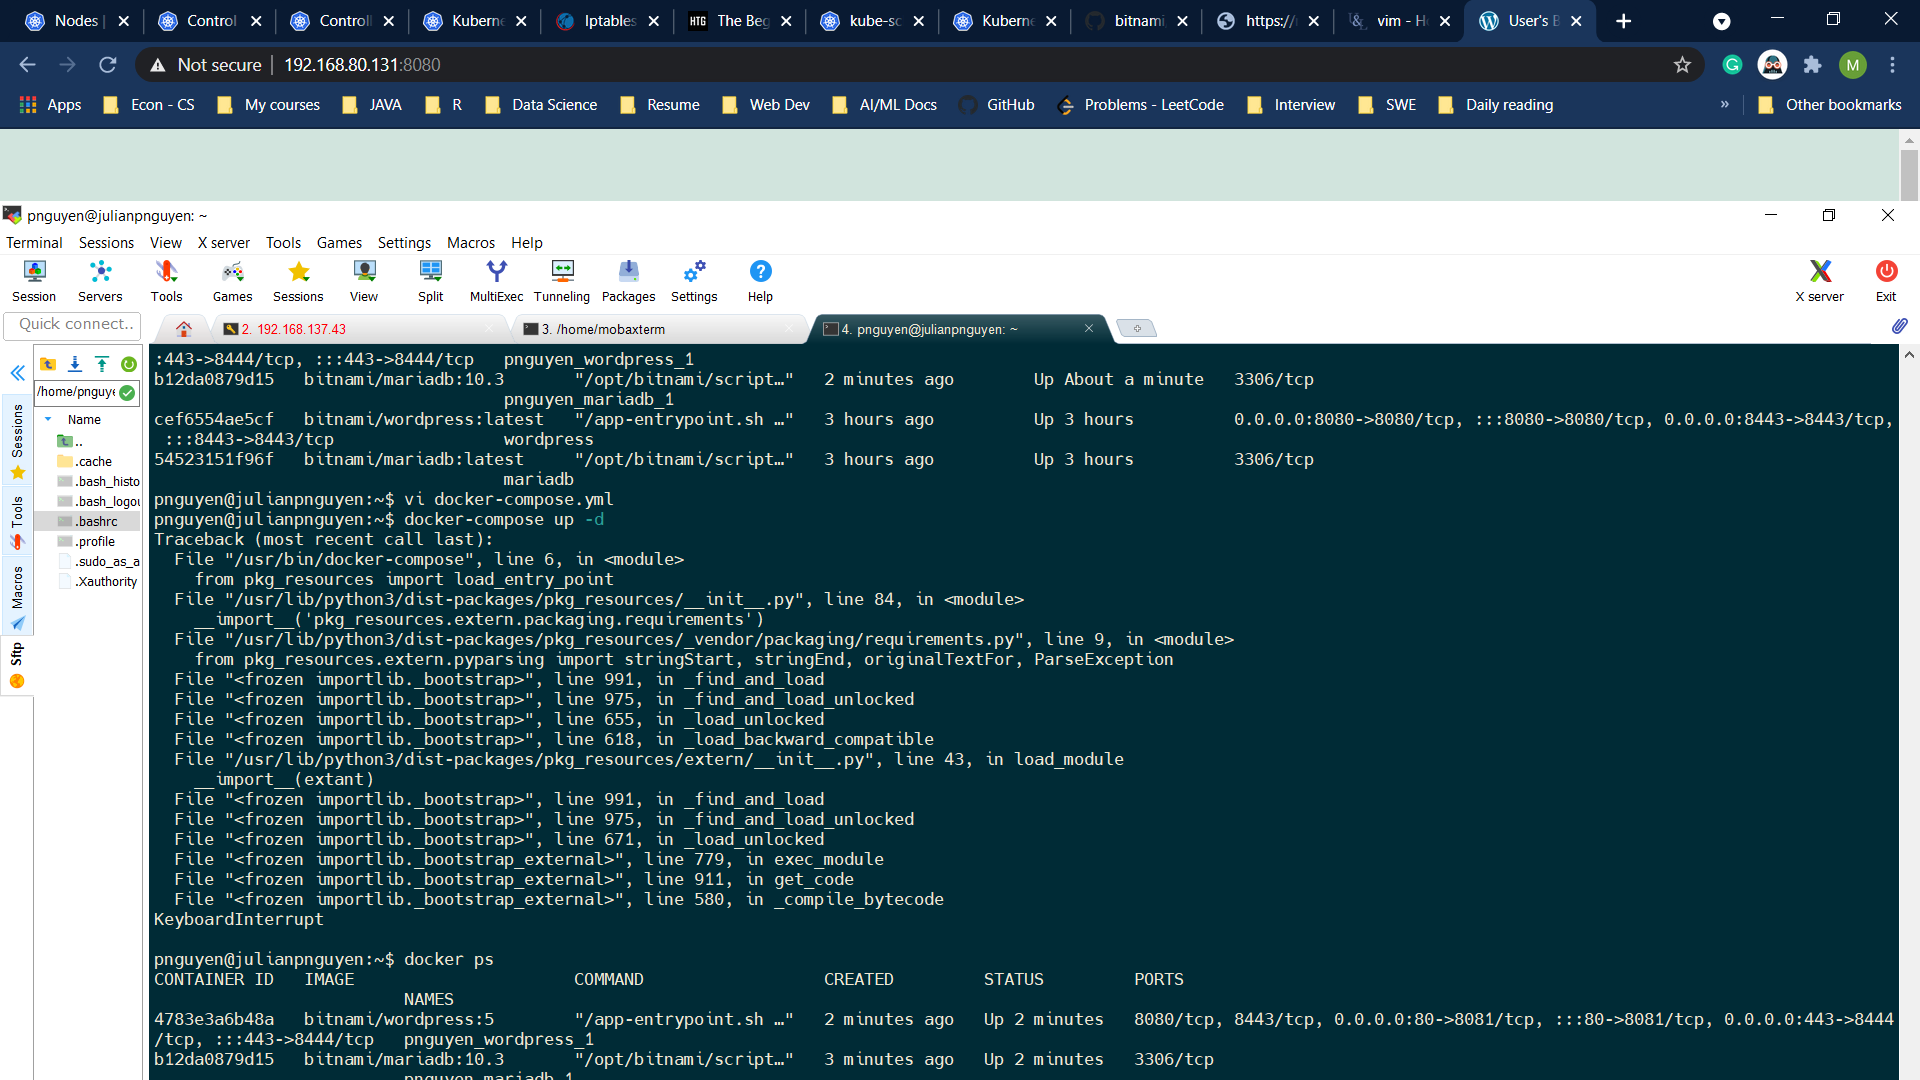 Nodes |
Control
Controll
Kuberne
Iptables
HTG The Beg
kube-sc
Kuberne
bitnami
https://
vim - H
User's B
Not secure | 192.168.80.131:8080
M
Apps
Econ - CS
My courses
JAVA
R
Data Science
Resume
Web Dev
AI/ML Docs
GitHub
Problems - LeetCode
Interview
SWE
Daily reading
»
Other bookmarks
pnguyen@julianpnguyen: ~
Terminal Sessions View X server Tools Games Settings Macros Help
Session Servers Tools Games Sessions View Split MultiExec Tunneling Packages Settings Help X server Exit
Quick connect..
2. 192.168.137.43
3. /home/mobaxterm
4. pnguyen@julianpnguyen: ~
Sessions
Tools
Macros
Sftp
/home/pnguye
Name
..
.cache
.bash_histo
.bash_logou
.bashrc
.profile
.sudo_as_a
.Xauthority
:443->8444/tcp, :::443->8444/tcp   pnguyen_wordpress_1
b12da0879d15   bitnami/mariadb:10.3       "/opt/bitnami/script…"   2 minutes ago        Up About a minute   3306/tcp
pnguyen_mariadb_1
cef6554ae5cf   bitnami/wordpress:latest   "/app-entrypoint.sh …"   3 hours ago          Up 3 hours          0.0.0.0:8080->8080/tcp, :::8080->8080/tcp, 0.0.0.0:8443->8443/tcp,
:::8443->8443/tcp                 wordpress
54523151f96f   bitnami/mariadb:latest     "/opt/bitnami/script…"   3 hours ago          Up 3 hours          3306/tcp
mariadb
pnguyen@julianpnguyen:~$ vi docker-compose.yml
pnguyen@julianpnguyen:~$ docker-compose up -d
Traceback (most recent call last):
File "/usr/bin/docker-compose", line 6, in <module>
from pkg_resources import load_entry_point
File "/usr/lib/python3/dist-packages/pkg_resources/__init__.py", line 84, in <module>
__import__('pkg_resources.extern.packaging.requirements')
File "/usr/lib/python3/dist-packages/pkg_resources/_vendor/packaging/requirements.py", line 9, in <module>
from pkg_resources.extern.pyparsing import stringStart, stringEnd, originalTextFor, ParseException
File "<frozen importlib._bootstrap>", line 991, in _find_and_load
File "<frozen importlib._bootstrap>", line 975, in _find_and_load_unlocked
File "<frozen importlib._bootstrap>", line 655, in _load_unlocked
File "<frozen importlib._bootstrap>", line 618, in _load_backward_compatible
File "/usr/lib/python3/dist-packages/pkg_resources/extern/__init__.py", line 43, in load_module
__import__(extant)
File "<frozen importlib._bootstrap>", line 991, in _find_and_load
File "<frozen importlib._bootstrap>", line 975, in _find_and_load_unlocked
File "<frozen importlib._bootstrap>", line 671, in _load_unlocked
File "<frozen importlib._bootstrap_external>", line 779, in exec_module
File "<frozen importlib._bootstrap_external>", line 911, in get_code
File "<frozen importlib._bootstrap_external>", line 580, in _compile_bytecode
KeyboardInterrupt
pnguyen@julianpnguyen:~$ docker ps
CONTAINER ID   IMAGE                      COMMAND                  CREATED         STATUS         PORTS
NAMES
4783e3a6b48a   bitnami/wordpress:5        "/app-entrypoint.sh …"   2 minutes ago   Up 2 minutes   8080/tcp, 8443/tcp, 0.0.0.0:80->8081/tcp, :::80->8081/tcp, 0.0.0.0:443->8444
/tcp, :::443->8444/tcp   pnguyen_wordpress_1
b12da0879d15   bitnami/mariadb:10.3       "/opt/bitnami/script…"   3 minutes ago   Up 2 minutes   3306/tcp
pnguyen_mariadb_1